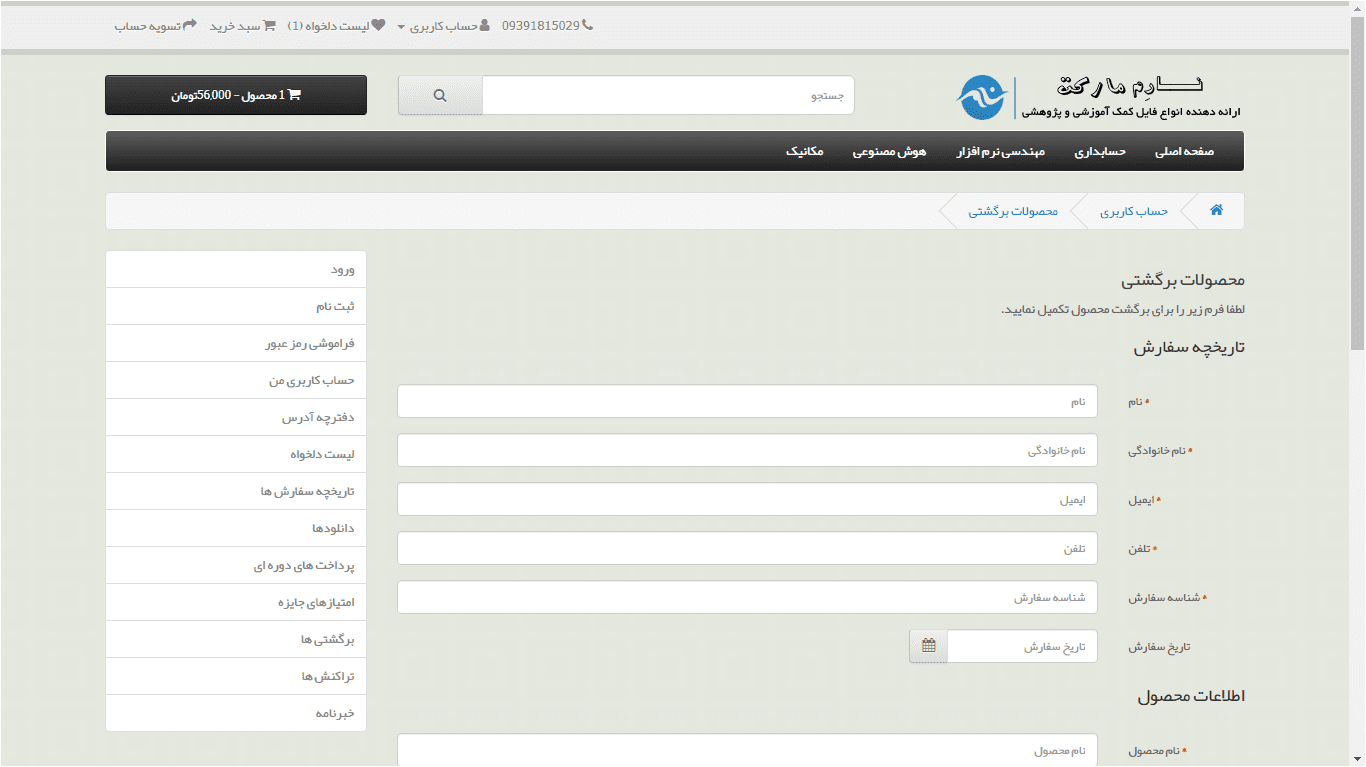 09391815029 حساب کاربری لیست دلخواه (1) سبد خرید تسویه حساب
نارم مارکت
ارائه دهنده انواع فایل کمک آموزشی و پژوهشی
جستجو
1 محصول - 56,000تومان
صفحه اصلی حسابداری مهندسی نرم افزار هوش مصنوعی مکانیک
حساب کاربری محصولات برگشتی
محصولات برگشتی
لطفا فرم زیر را برای برگشت محصول تکمیل نمایید.
تاریخچه سفارش
* نام
نام
* نام خانوادگی
نام خانوادگی
* ایمیل
ایمیل
* تلفن
تلفن
* شناسه سفارش
شناسه سفارش
تاریخ سفارش
تاریخ سفارش
اطلاعات محصول
* نام محصول
نام محصول
ورود
ثبت نام
فراموشی رمز عبور
حساب کاربری من
دفترچه آدرس
لیست دلخواه
تاریخچه سفارش ها
دانلودها
پرداخت های دوره ای
امتیازهای جایزه
برگشتی ها
تراکنش ها
خبرنامه